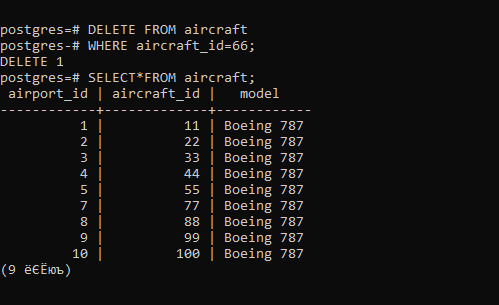 postgres=# DELETE FROM aircraft
postgres-# WHERE aircraft_id=66;
DELETE 1
postgres=# SELECT*FROM aircraft;
 airport_id | aircraft_id |   model
------------+-------------+------------
          1 |          11 | Boeing 787
          2 |          22 | Boeing 787
          3 |          33 | Boeing 787
          4 |          44 | Boeing 787
          5 |          55 | Boeing 787
          7 |          77 | Boeing 787
          8 |          88 | Boeing 787
          9 |          99 | Boeing 787
         10 |         100 | Boeing 787
(9 ёЄЁюъ)